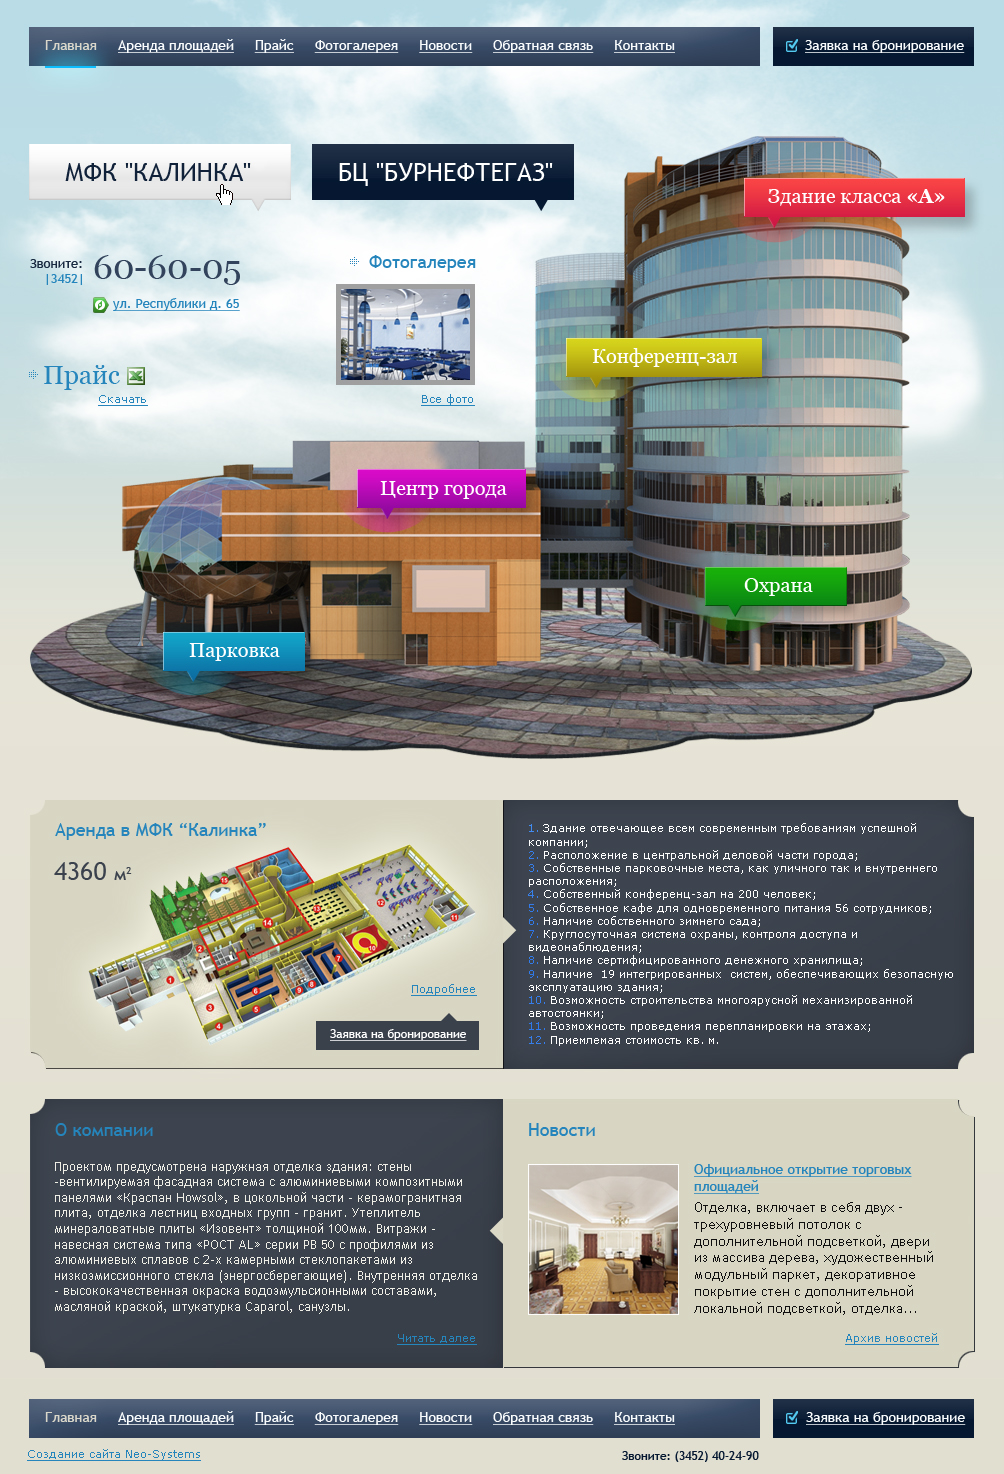 Главная Аренда площадей Прайс Фотогалерея Новости Обратная связь Контакты Заявка на бронирование
МФК "КАЛИНКА"
БЦ "БУРНЕФТЕГАЗ"
Здание класса «А»
Звоните:
|3452|
60-60-05
ул. Республики д. 65
Фотогалерея
Все фото
Прайс
Скачать
Конференц-зал
Центр города
Охрана
Парковка
Аренда в МФК “Калинка”
4360 м²
Подробнее
Заявка на бронирование
1. Здание отвечающее всем современным требованиям успешной
компании;
2. Расположение в центральной деловой части города;
3. Собственные парковочные места, как уличного так и внутреннего
расположения;
4. Собственный конференц-зал на 200 человек;
5. Собственное кафе для одновременного питания 56 сотрудников;
6. Наличие собственного зимнего сада;
7. Круглосуточная система охраны, контроля доступа и
видеонаблюдения;
8. Наличие сертифицированного денежного хранилища;
9. Наличие 19 интегрированных систем, обеспечивающих безопасную
эксплуатацию здания;
10. Возможность строительства многоярусной механизированной
автостоянки;
11. Возможность проведения перепланировки на этажах;
12. Приемлемая стоимость кв. м.
О компании
Проектом предусмотрена наружная отделка здания: стены
-вентилируемая фасадная система с алюминиевыми композитными
панелями «Краспан Howsol», в цокольной части - керамогранитная
плита, отделка лестниц входных групп - гранит. Утеплитель
минераловатные плиты «Изовент» толщиной 100мм. Витражи -
навесная система типа «РОСТ AL» серии РВ 50 с профилями из
алюминиевых сплавов с 2-х камерными стеклопакетами из
низкоэмиссионного стекла (энергосберегающие). Внутренняя отделка
- высококачественная окраска водоэмульсионными составами,
масляной краской, штукатурка Caparol, санузлы.
Читать далее
Новости
Официальное открытие торговых
площадей
Отделка, включает в себя двух -
трехуровневый потолок с
дополнительной подсветкой, двери
из массива дерева, художественный
модульный паркет, декоративное
покрытие стен с дополнительной
локальной подсветкой, отделка...
Архив новостей
Главная Аренда площадей Прайс Фотогалерея Новости Обратная связь Контакты Заявка на бронирование
Создание сайта Neo-Systems
Звоните: (3452) 40-24-90